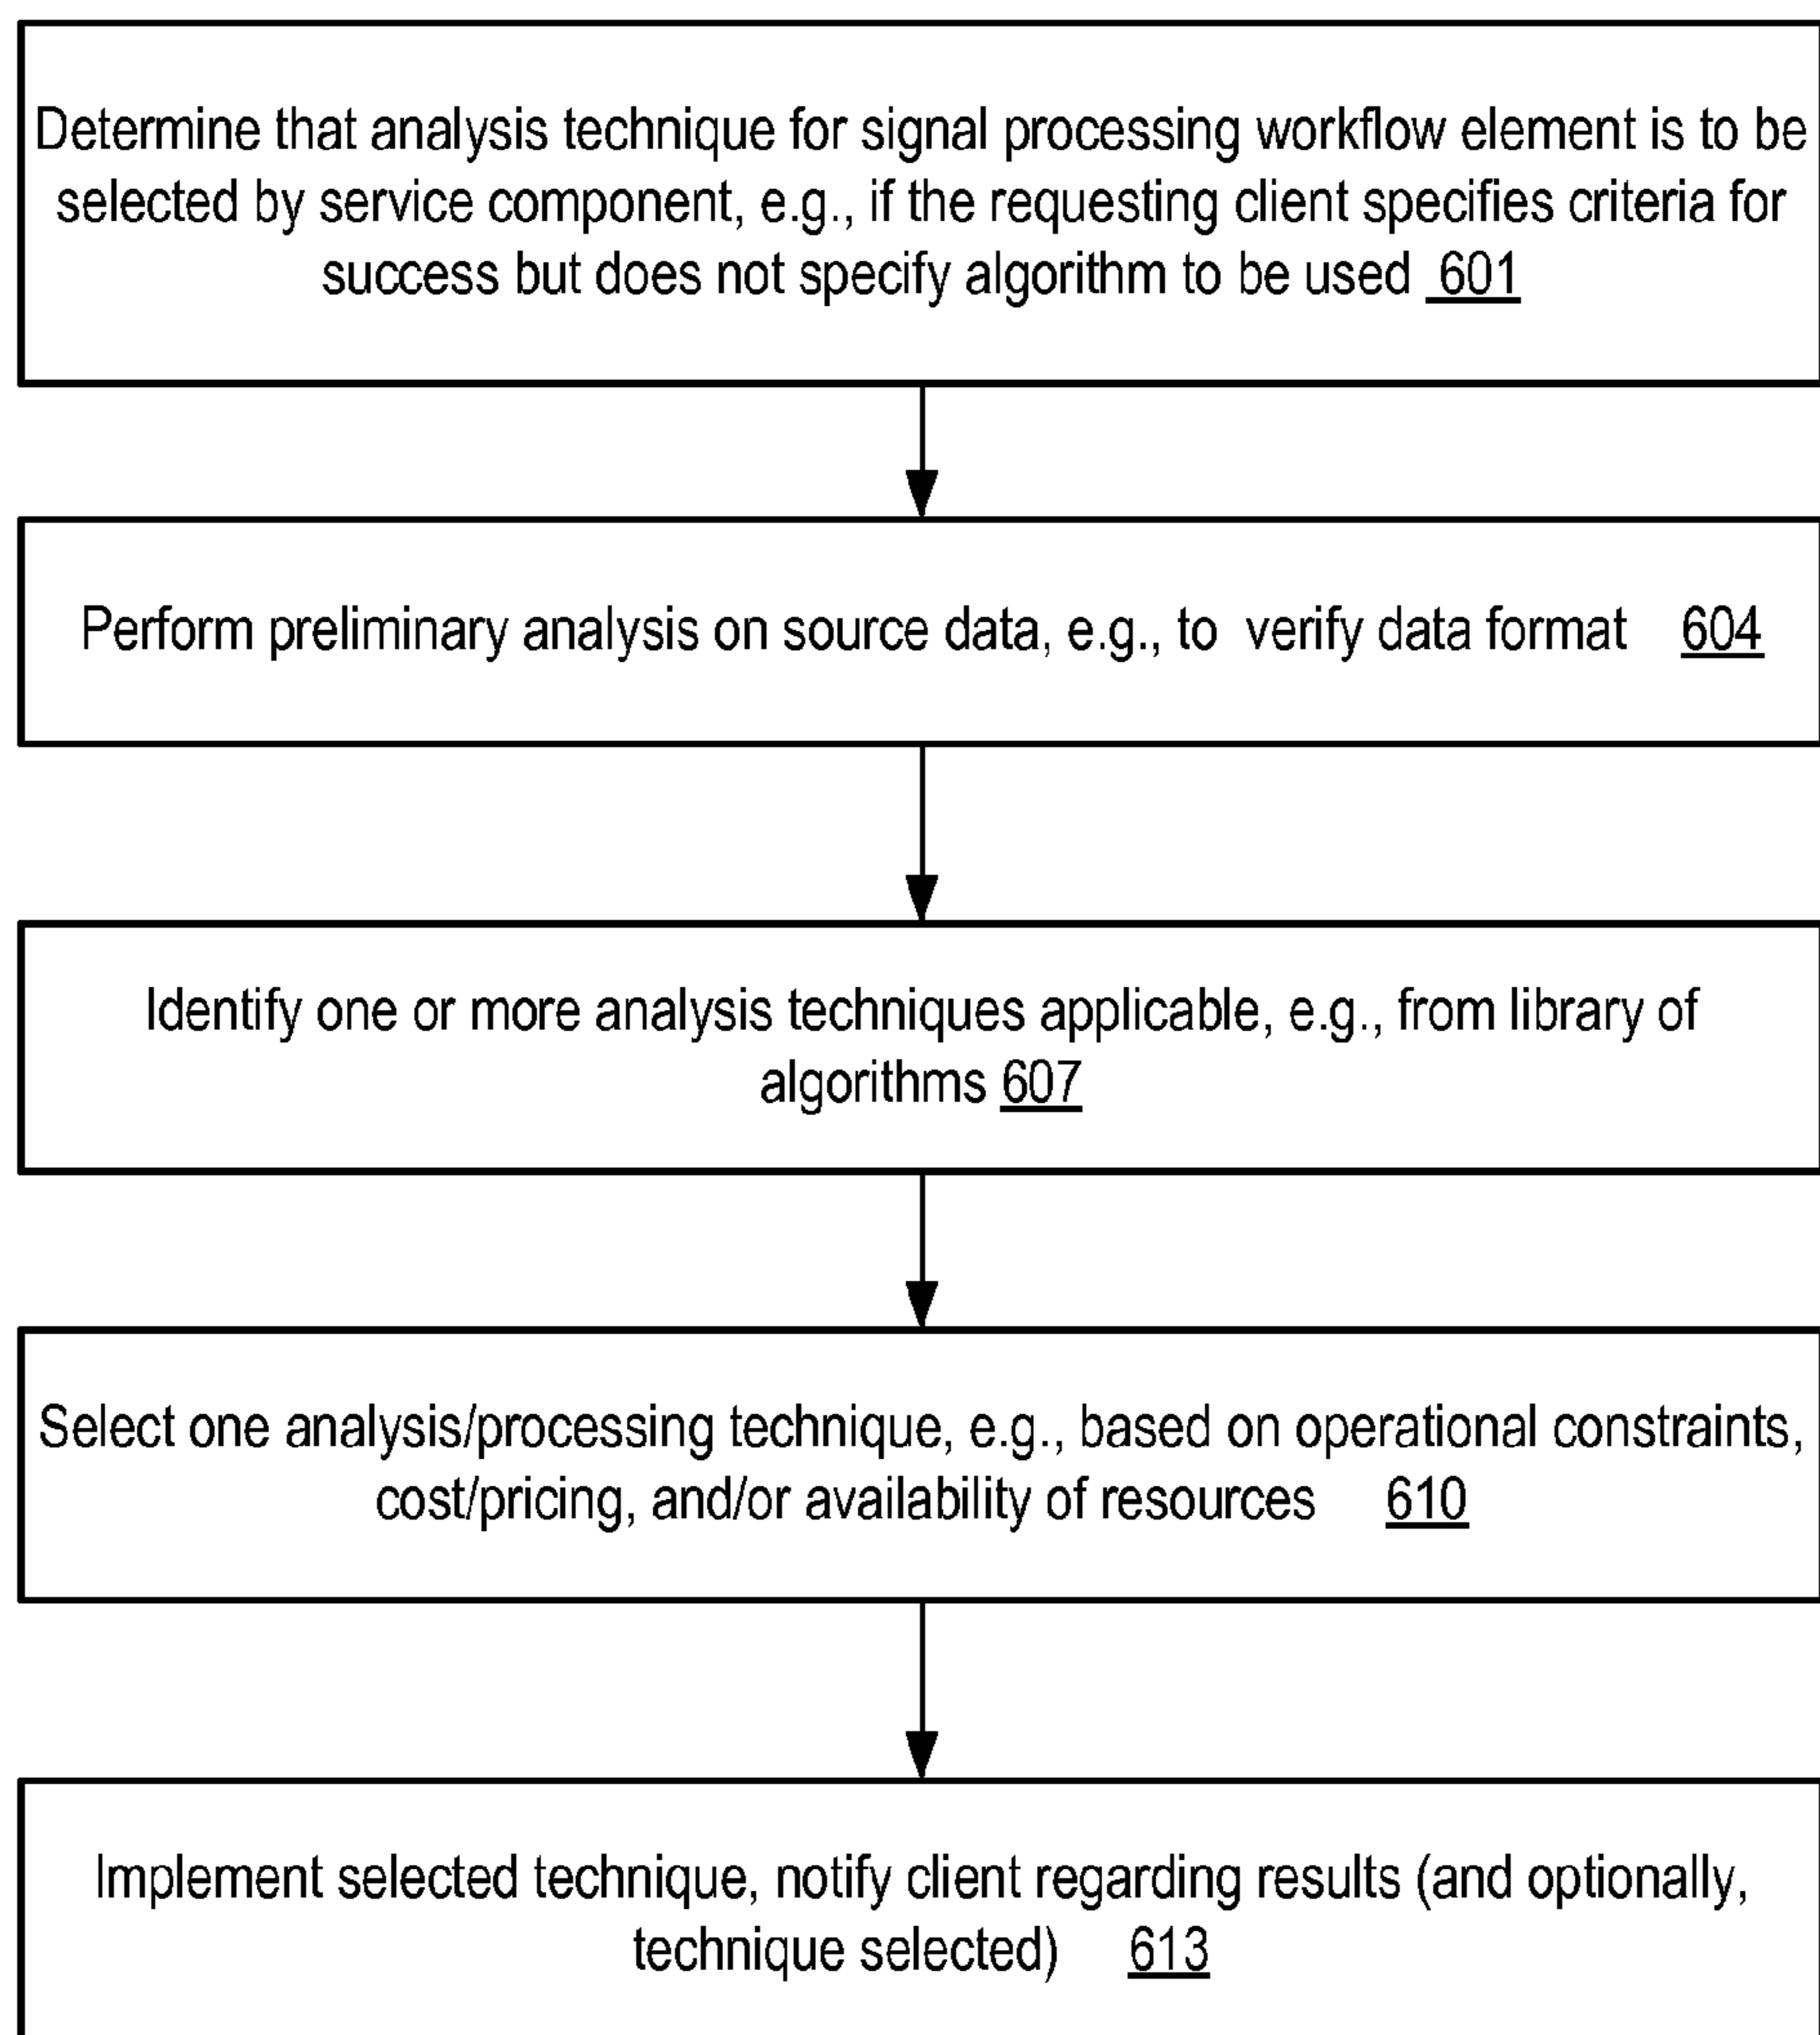 Determine that analysis technique for signal processing workflow element is to be
selected by service component, e.g., if the requesting client specifies criteria for
success but does not specify algorithm to be used 601
Perform preliminary analysis on source data, e.g., to verify data format 604
Identify one or more analysis techniques applicable, e.g., from library of
algorithms 607
Select one analysis/processing technique, e.g., based on operational constraints,
cost/pricing, and/or availability of resources 610
Implement selected technique, notify client regarding results (and optionally,
technique selected) 613